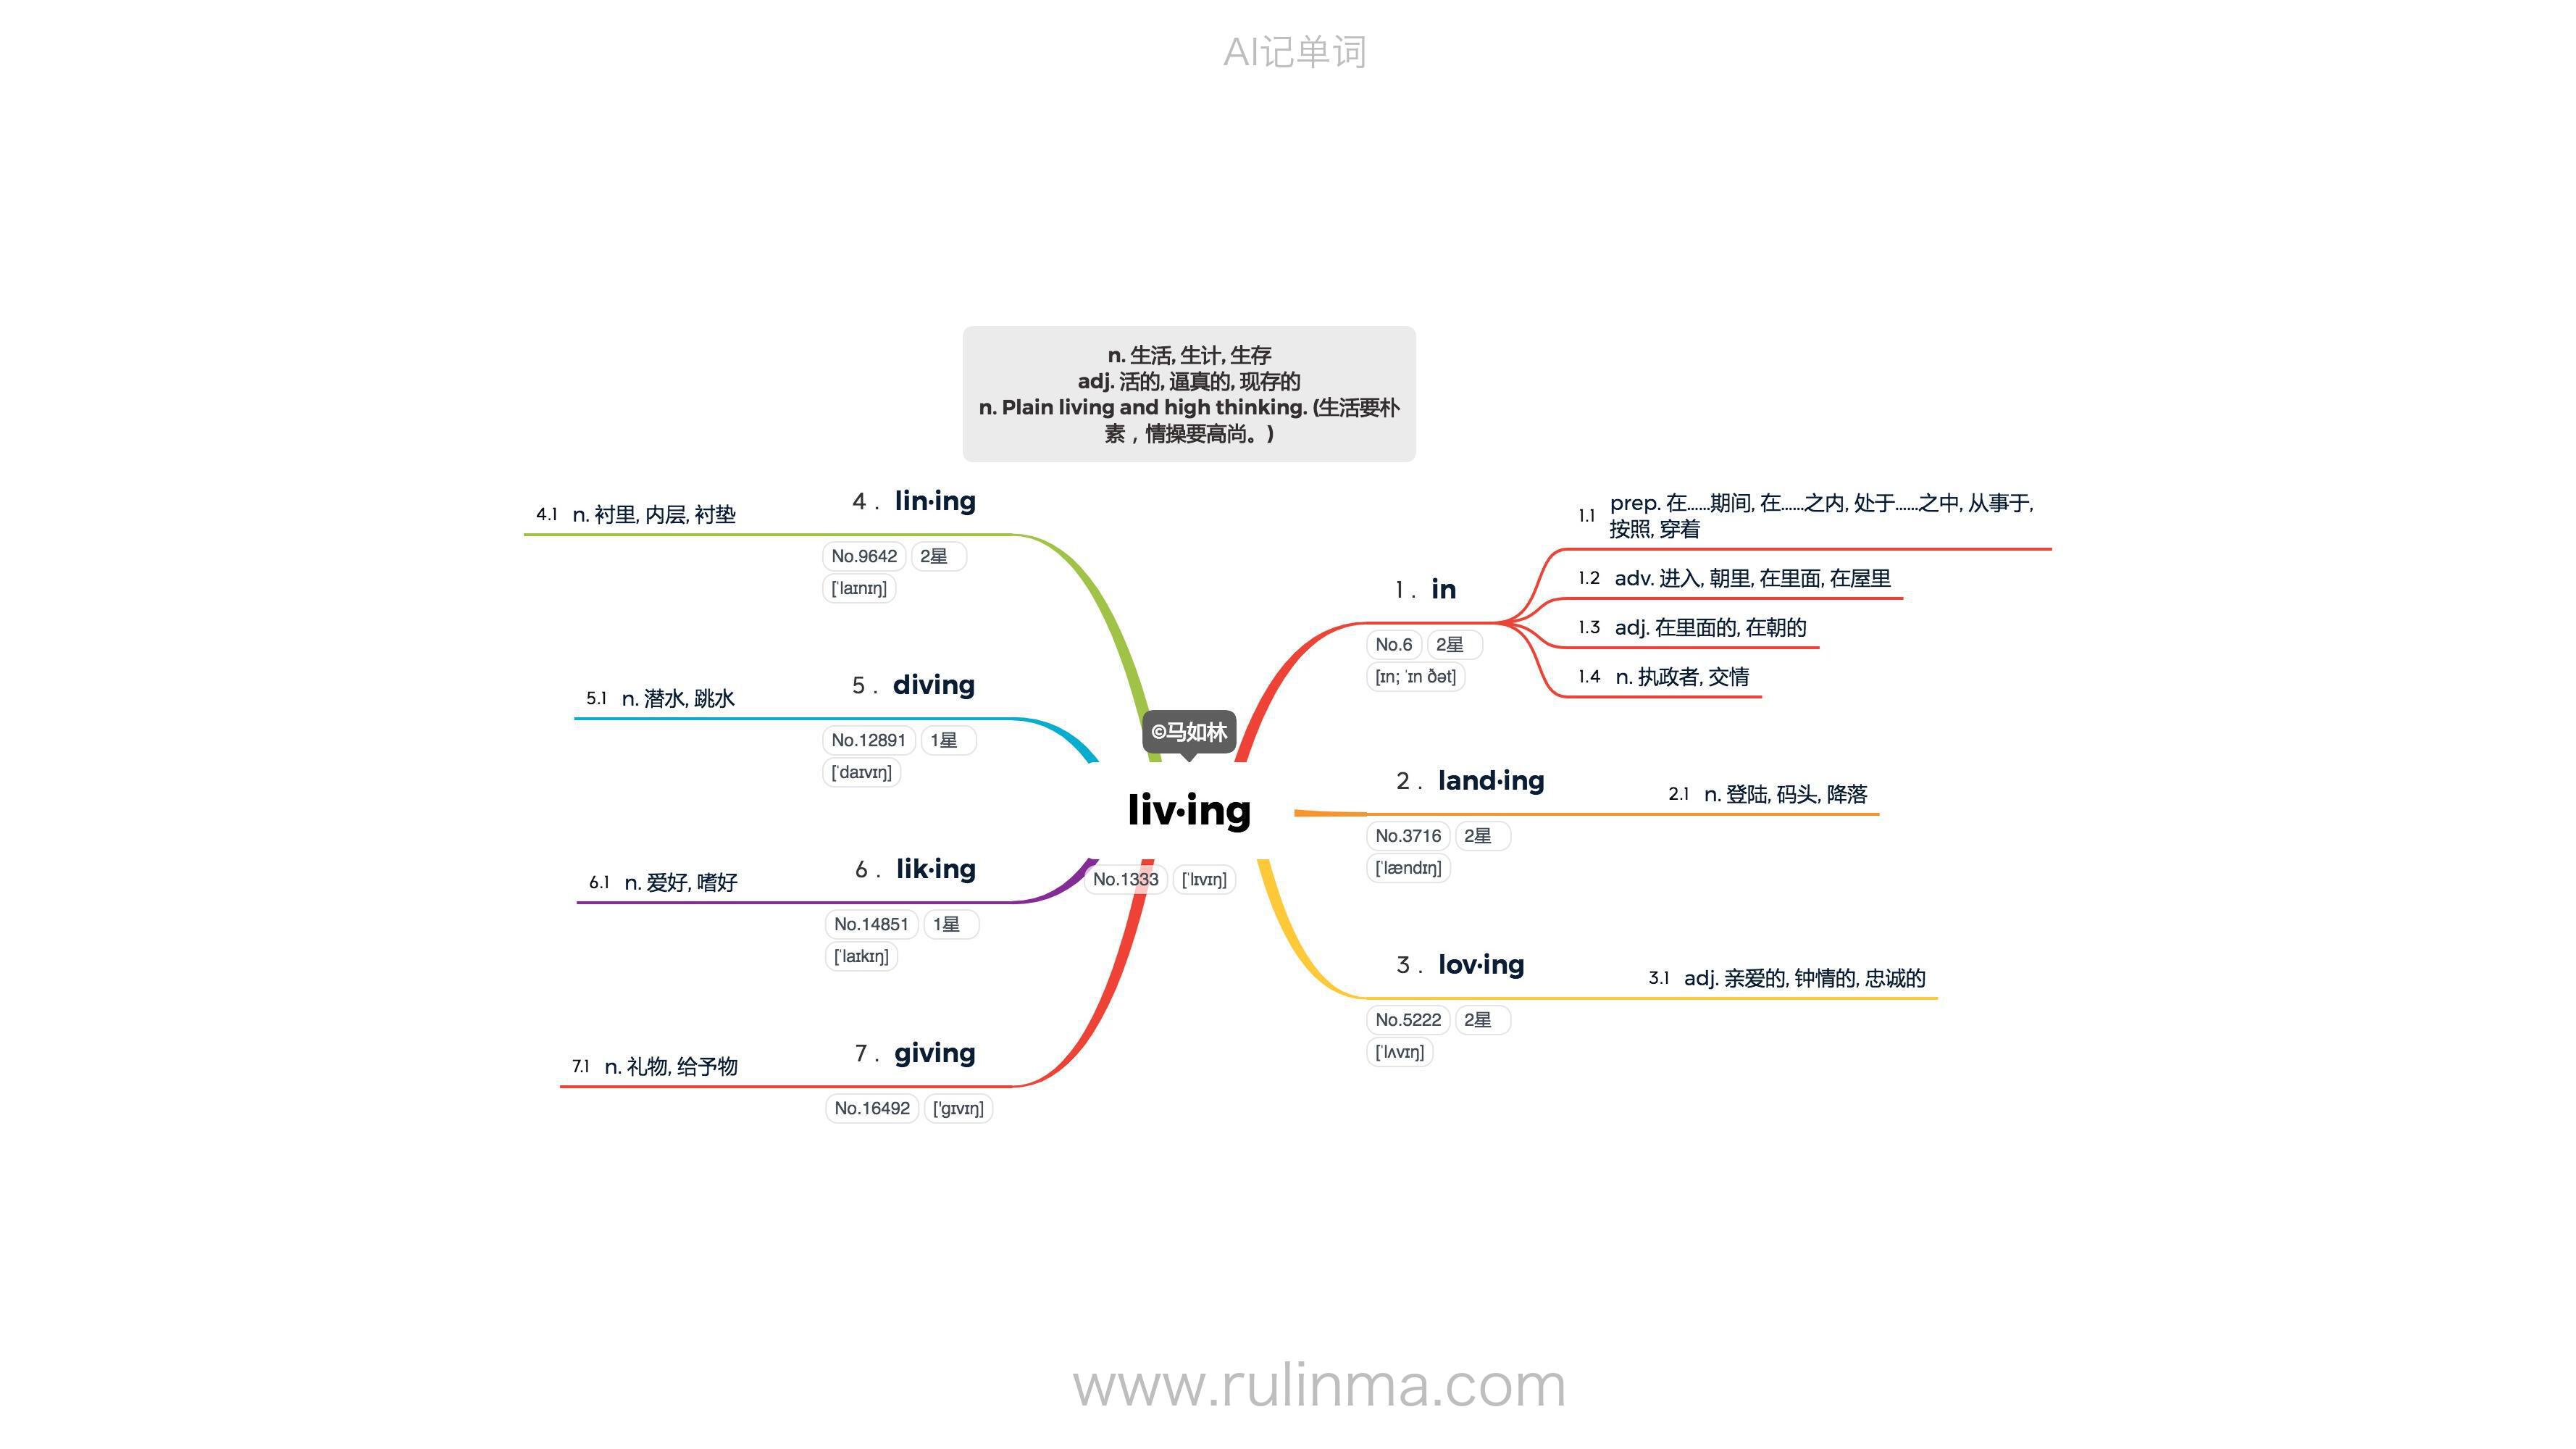 AI记单词
n. 生活, 生计, 生存
adj. 活的, 逼真的, 现存的
n. Plain living and high thinking. (生活要朴
素，情操要高尚。)
©马如林
liv·ing
No.1333 [ˈlɪvɪŋ]
1 . in
No.6 2星
[ɪn; ˈɪn ðət]
1.1 prep. 在……期间, 在……之内, 处于……之中, 从事于,
按照, 穿着
1.2 adv. 进入, 朝里, 在里面, 在屋里
1.3 adj. 在里面的, 在朝的
1.4 n. 执政者, 交情
2 . land·ing
No.3716 2星
[ˈlændɪŋ]
2.1 n. 登陆, 码头, 降落
3 . lov·ing
No.5222 2星
[ˈlʌvɪŋ]
3.1 adj. 亲爱的, 钟情的, 忠诚的
4 . lin·ing
No.9642 2星
[ˈlaɪnɪŋ]
4.1 n. 衬里, 内层, 衬垫
5 . diving
No.12891 1星
[ˈdaɪvɪŋ]
5.1 n. 潜水, 跳水
6 . lik·ing
No.14851 1星
[ˈlaɪkɪŋ]
6.1 n. 爱好, 嗜好
7 . giving
No.16492 ['gɪvɪŋ]
7.1 n. 礼物, 给予物
www.rulinma.com